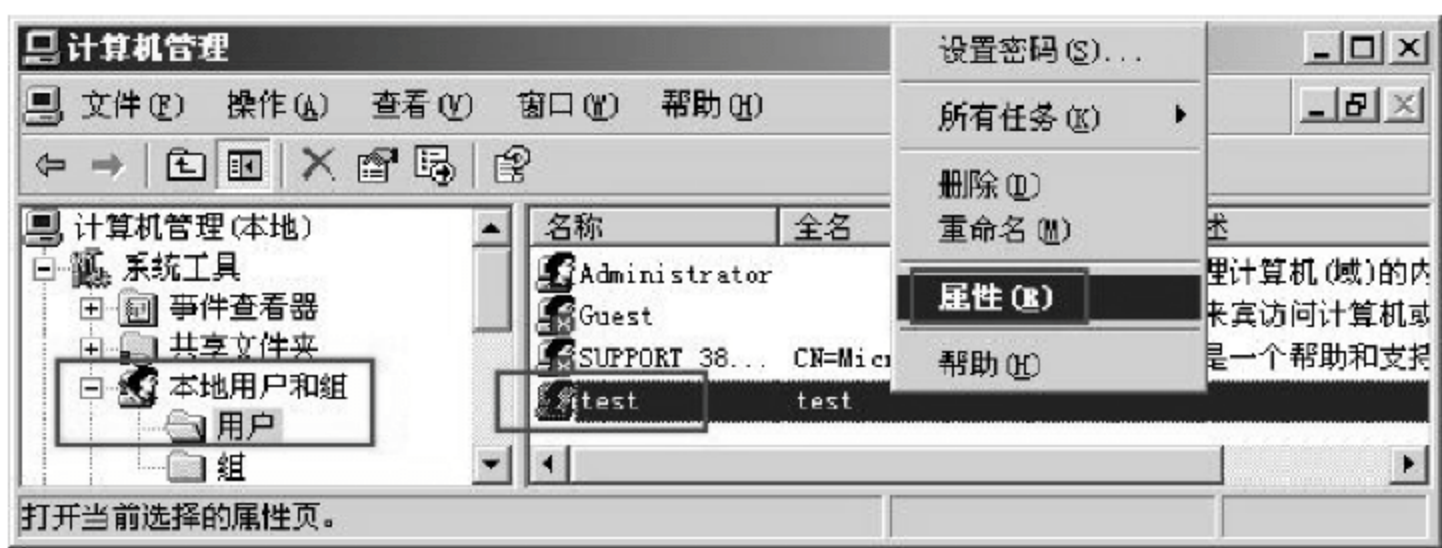 计算机管理
文件(F) 操作(A) 查看(V) 窗口(W) 帮助(H)
设置密码(S)...
所有任务(K)
删除(D)
重命名(M)
属性(R)
帮助(H)
计算机管理(本地)
系统工具
事件查看器
共享文件夹
本地用户和组
用户
组
名称 全名 述
Administrator 理计算机(域)的内
Guest 来宾访问计算机或
SUPPORT_38... CN=Micr 是一个帮助和支持
test test
打开当前选择的属性页。